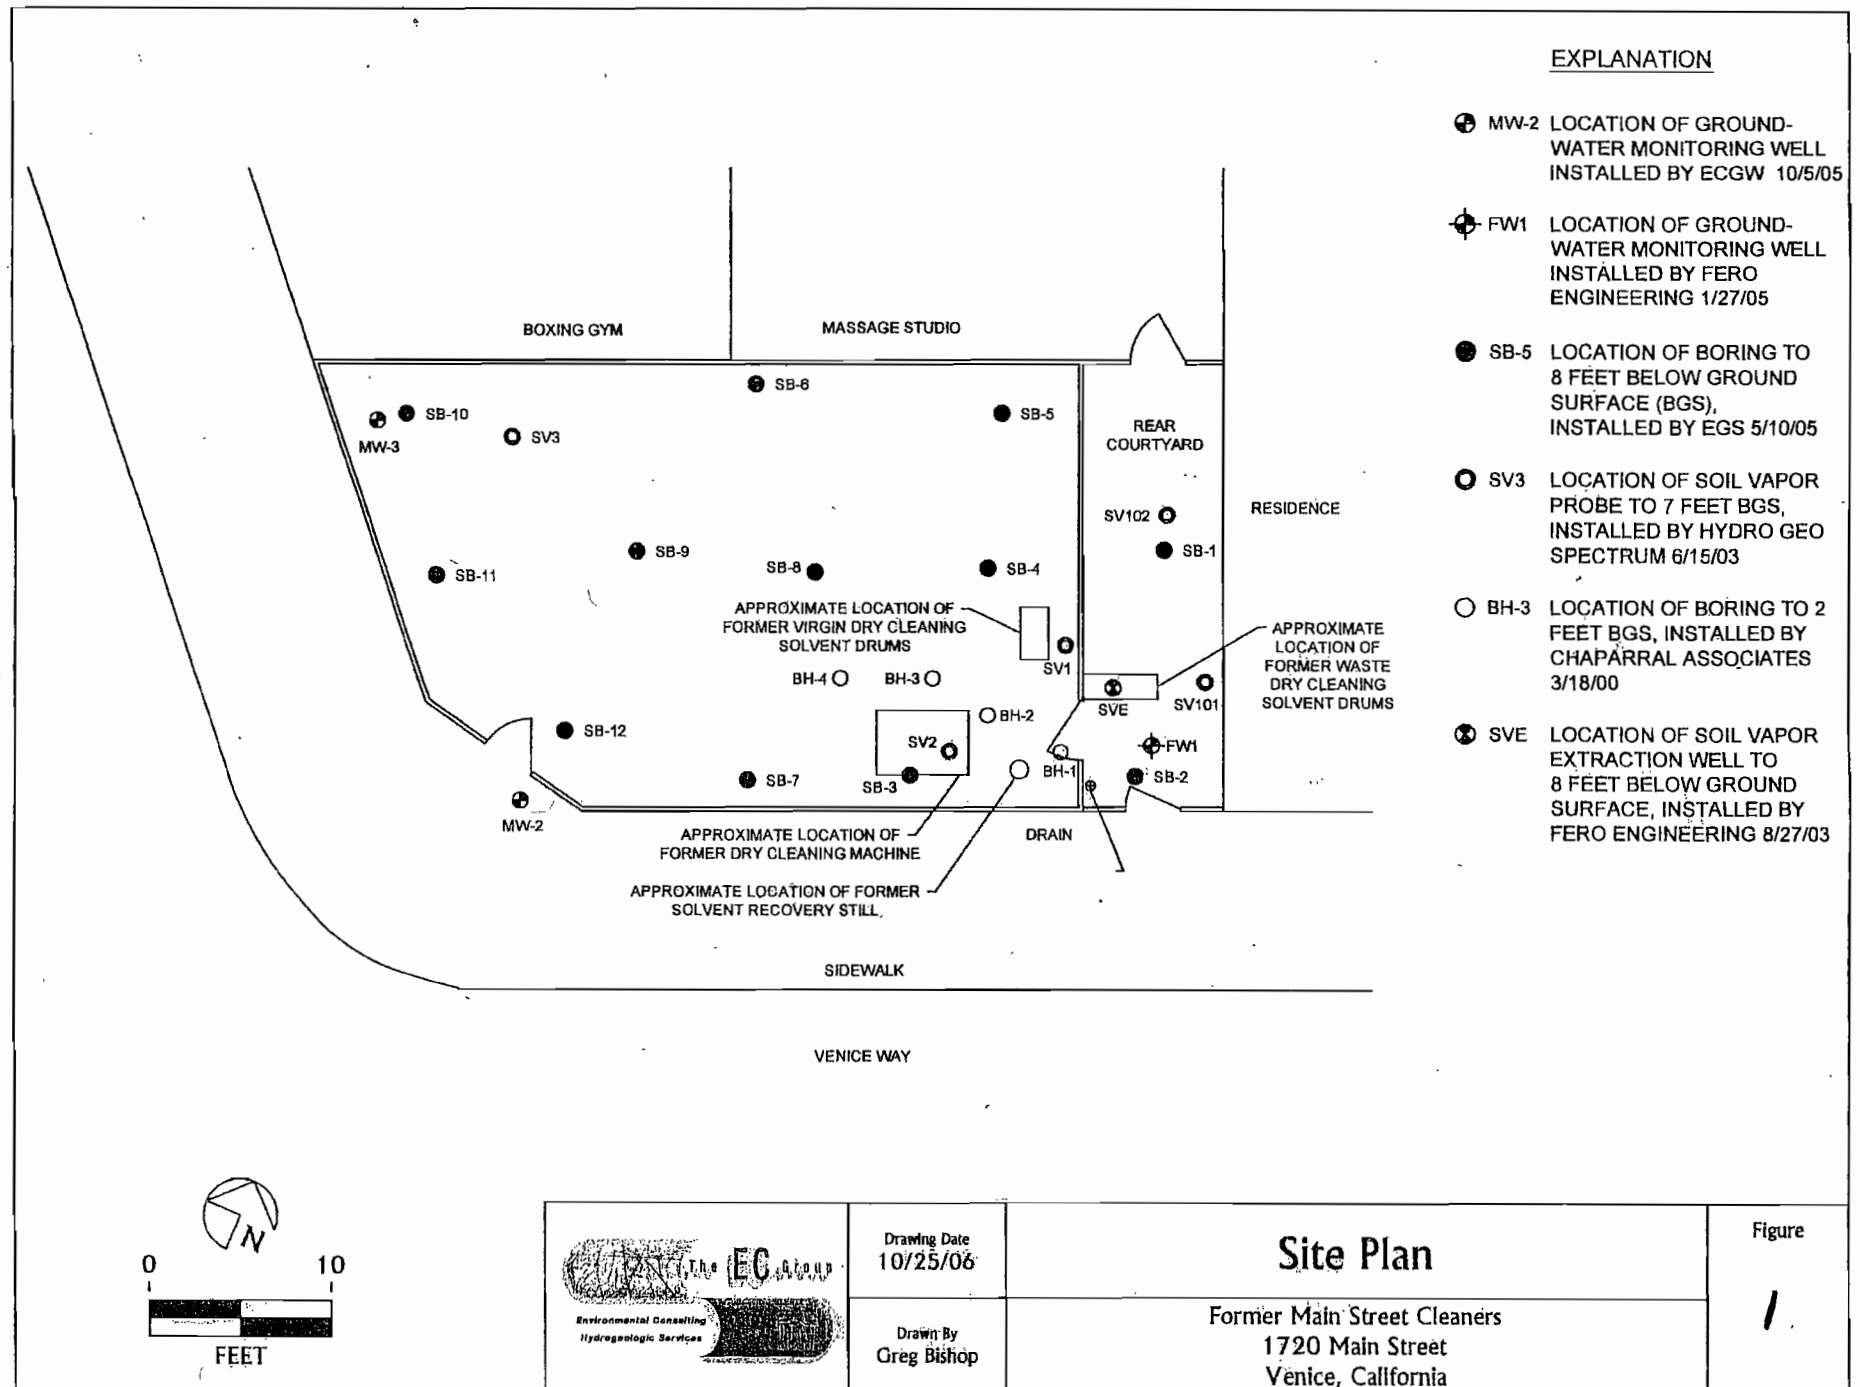 EXPLANATION
MW-2 LOCATION OF GROUND-
WATER MONITORING WELL
INSTALLED BY ECGW 10/5/05
FW1 LOCATION OF GROUND-
WATER MONITORING WELL
INSTALLED BY FERO
ENGINEERING 1/27/05
SB-5 LOCATION OF BORING TO
8 FEET BELOW GROUND
SURFACE (BGS),
INSTALLED BY EGS 5/10/05
SV3 LOCATION OF SOIL VAPOR
PROBE TO 7 FEET BGS,
INSTALLED BY HYDRO GEO
SPECTRUM 6/15/03
BH-3 LOCATION OF BORING TO 2
FEET BGS, INSTALLED BY
CHAPARRAL ASSOCIATES
3/18/00
SVE LOCATION OF SOIL VAPOR
EXTRACTION WELL TO
8 FEET BELOW GROUND
SURFACE, INSTALLED BY
FERO ENGINEERING 8/27/03
BOXING GYM
MASSAGE STUDIO
SB-6
SB-10
MW-3
SV3
SB-5
REAR
COURTYARD
SV102
RESIDENCE
SB-1
SB-9
SB-11
SB-8
SB-4
APPROXIMATE LOCATION OF
FORMER VIRGIN DRY CLEANING
SOLVENT DRUMS
SV1
APPROXIMATE
LOCATION OF
FORMER WASTE
DRY CLEANING
SOLVENT DRUMS
BH-4
BH-3
SVE
SV101
BH-2
SB-12
SV2
FW1
BH-1
SB-7
SB-3
SB-2
MW-2
APPROXIMATE LOCATION OF
FORMER DRY CLEANING MACHINE
DRAIN
APPROXIMATE LOCATION OF FORMER
SOLVENT RECOVERY STILL
SIDEWALK
VENICE WAY
N
0 10
FEET
The EC Group
Environmental Consulting
Hydrogeologic Services
Drawing Date
10/25/06
Drawn By
Greg Bishop
Site Plan
Former Main Street Cleaners
1720 Main Street
Venice, California
Figure
1